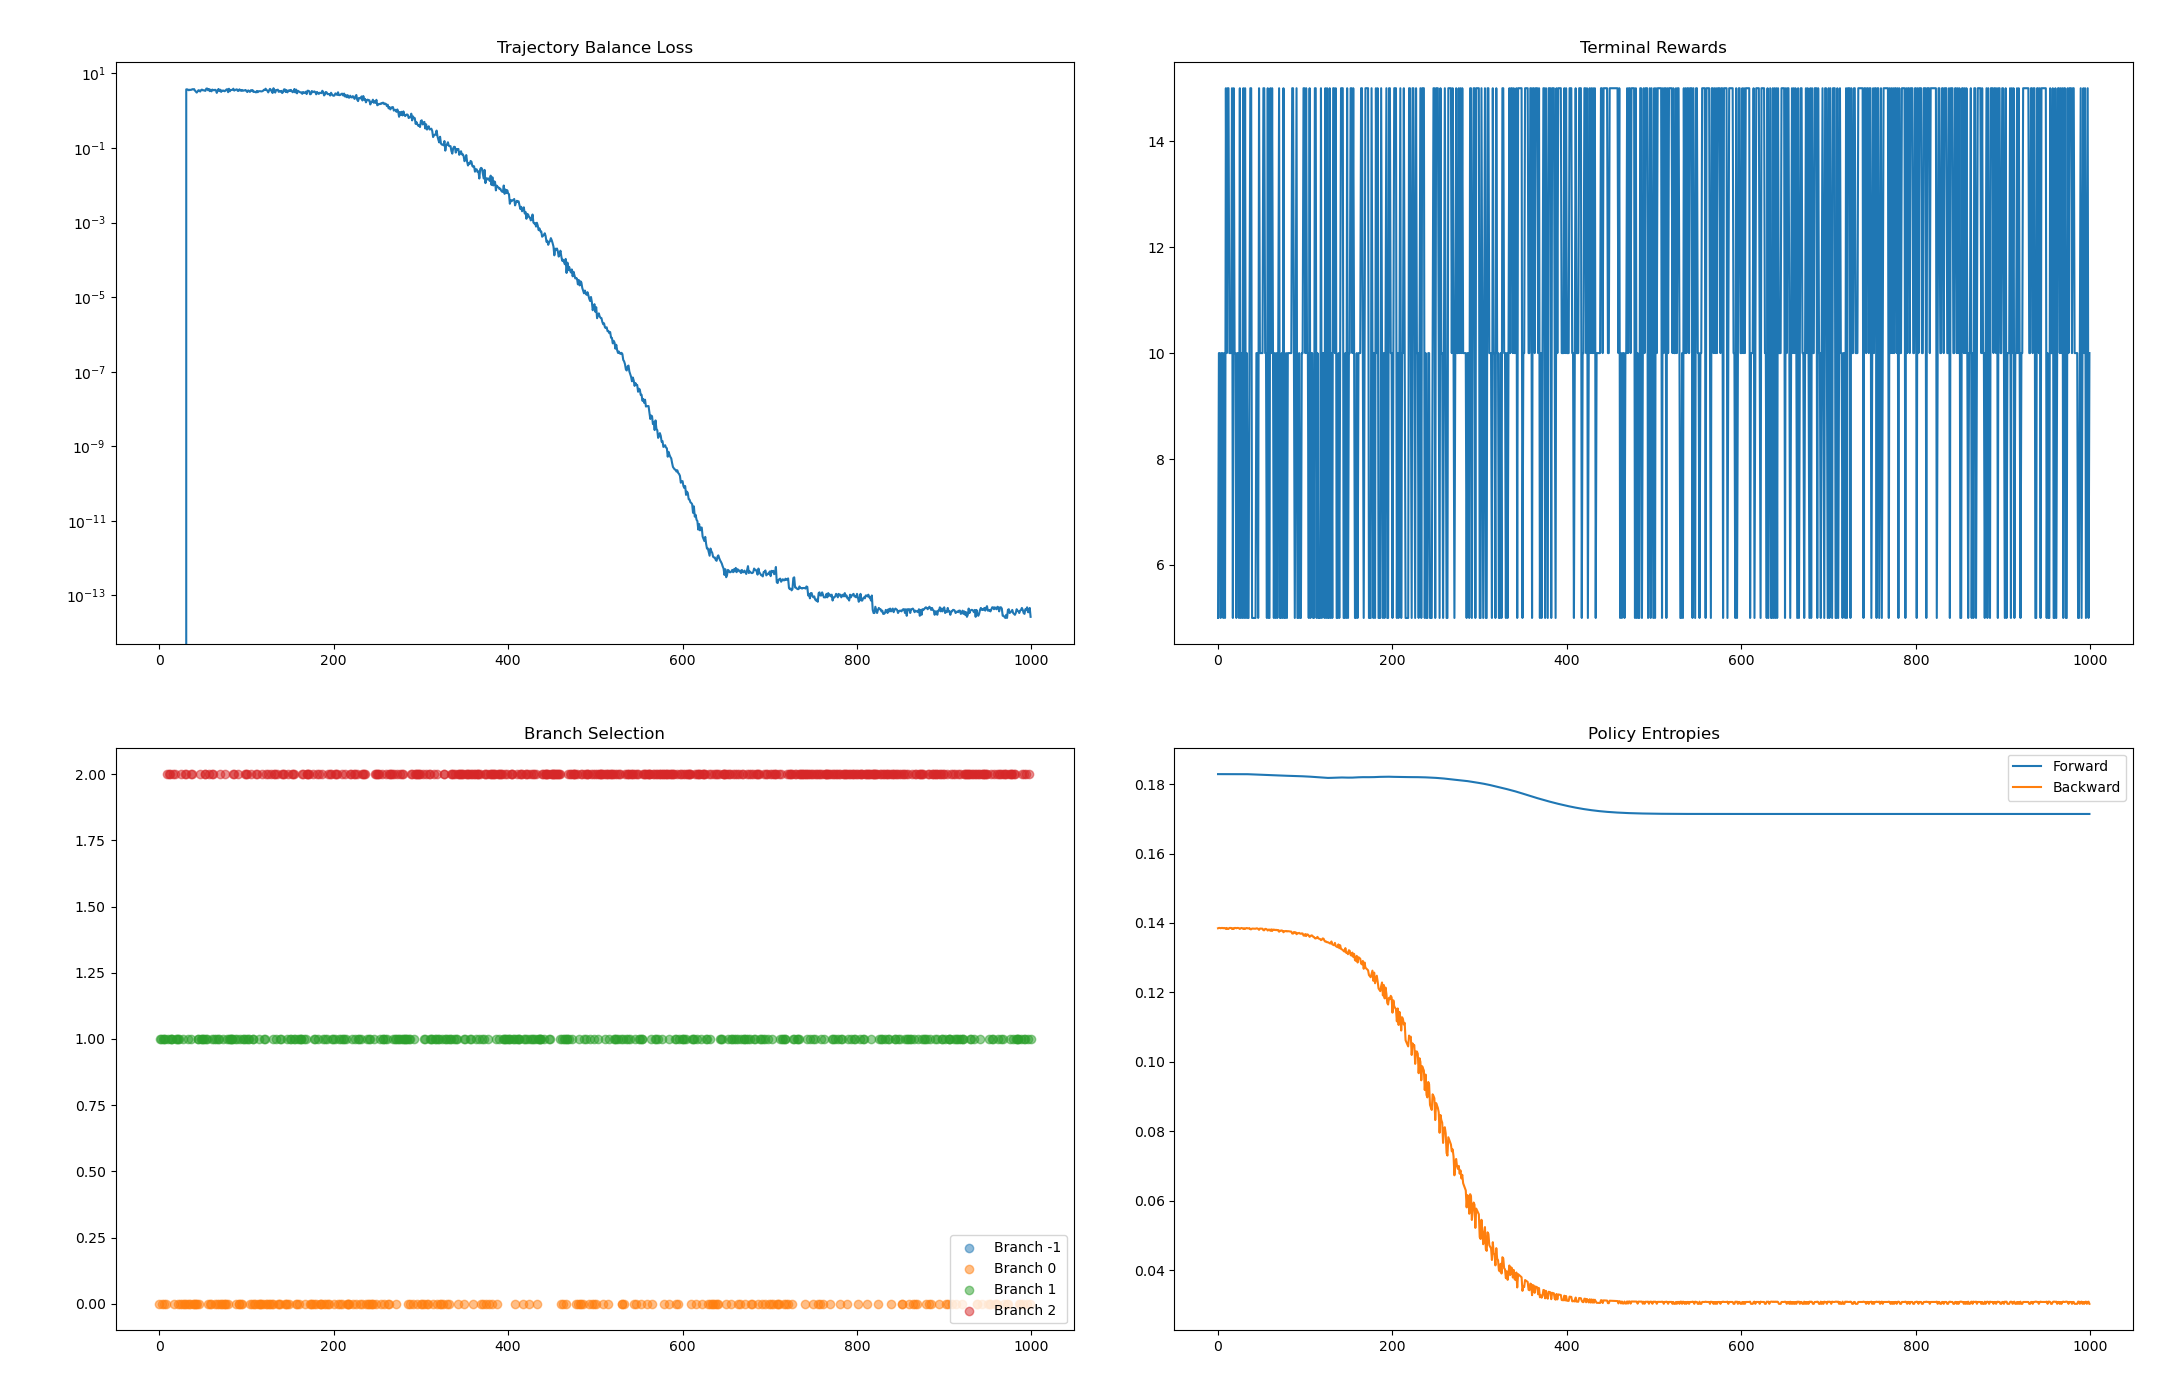 Trajectory Balance Loss
10^1
10^-1
10^-3
10^-5
10^-7
10^-9
10^-11
10^-13
0 200 400 600 800 1000
Terminal Rewards
14
12
10
8
6
0 200 400 600 800 1000
Branch Selection
2.00
1.75
1.50
1.25
1.00
0.75
0.50
0.25
0.00
Branch -1
Branch 0
Branch 1
Branch 2
0 200 400 600 800 1000
Policy Entropies
Forward
Backward
0.18
0.16
0.14
0.12
0.10
0.08
0.06
0.04
0 200 400 600 800 1000